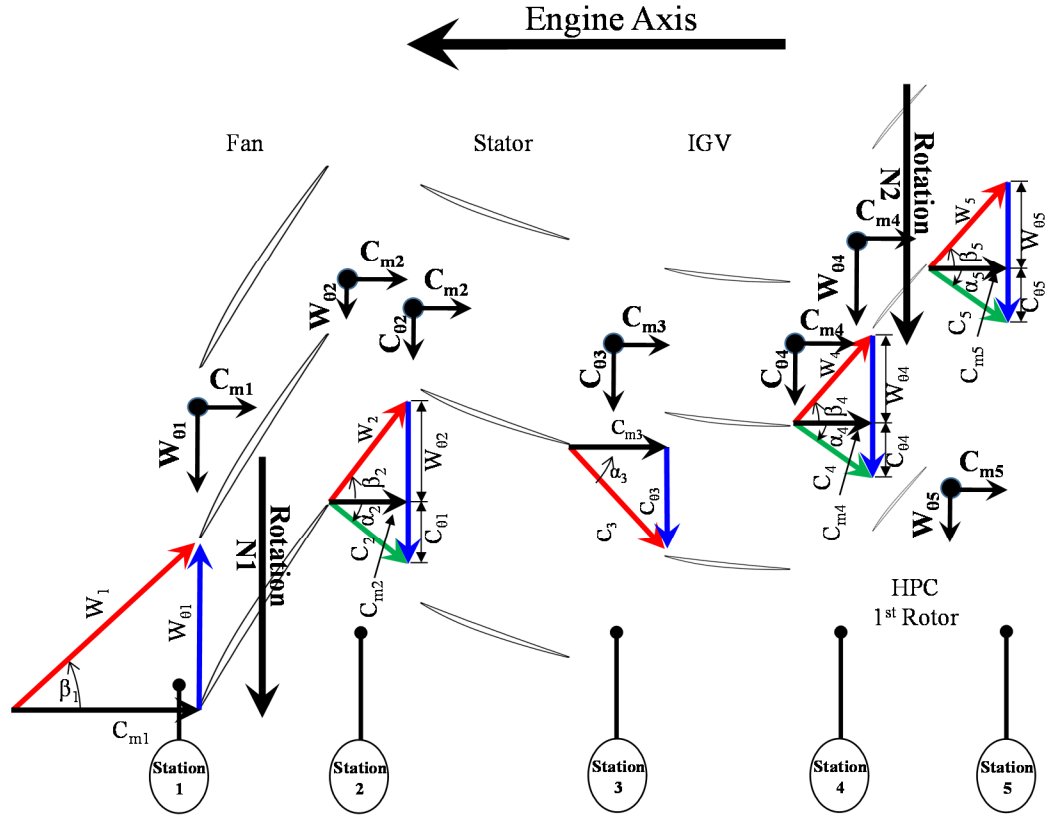 Engine Axis
Fan
Stator
IGV
Rotation
N2
Cm4
Wθ4
W5
β5
α5
C5
Cm5
Wθ5
Cθ5
Cm2
Wθ2
Cm2
Cθ2
Cm3
Cθ3
Cm4
Cθ4
W4
β4
α4
C4
Cm4
Wθ4
Cθ4
Cm1
Wθ1
W2
β2
α2
C2
Cm2
Wθ2
Cθ1
Cm3
α3
C3
Cθ3
Cm5
Wθ5
Rotation
N1
W1
Wθ1
β1
Cm1
HPC
1st Rotor
Station
1
Station
2
Station
3
Station
4
Station
5